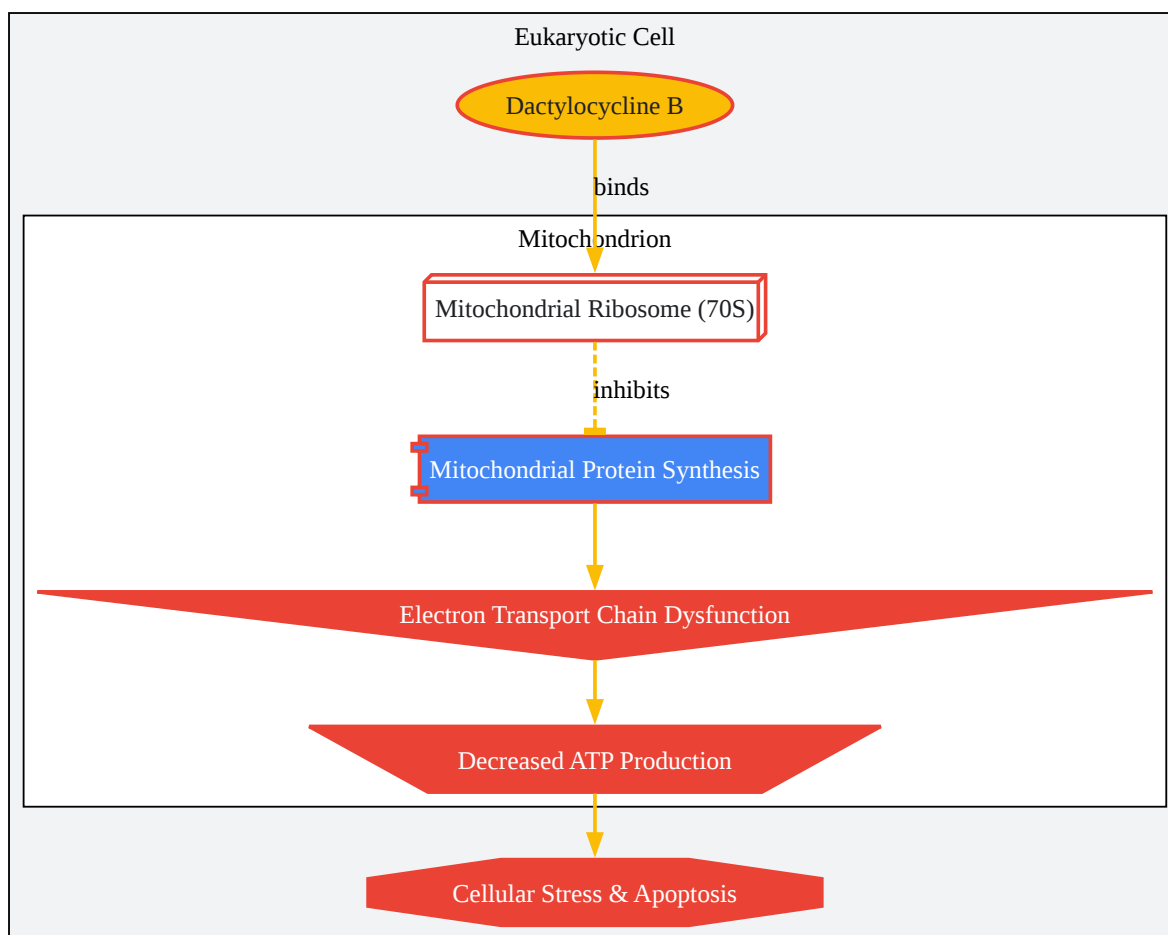 Eukaryotic Cell
Dactylocycline B
binds
Mitochondrion
Mitochondrial Ribosome (70S)
inhibits
Mitochondrial Protein Synthesis
Electron Transport Chain Dysfunction
Decreased ATP Production
Cellular Stress & Apoptosis